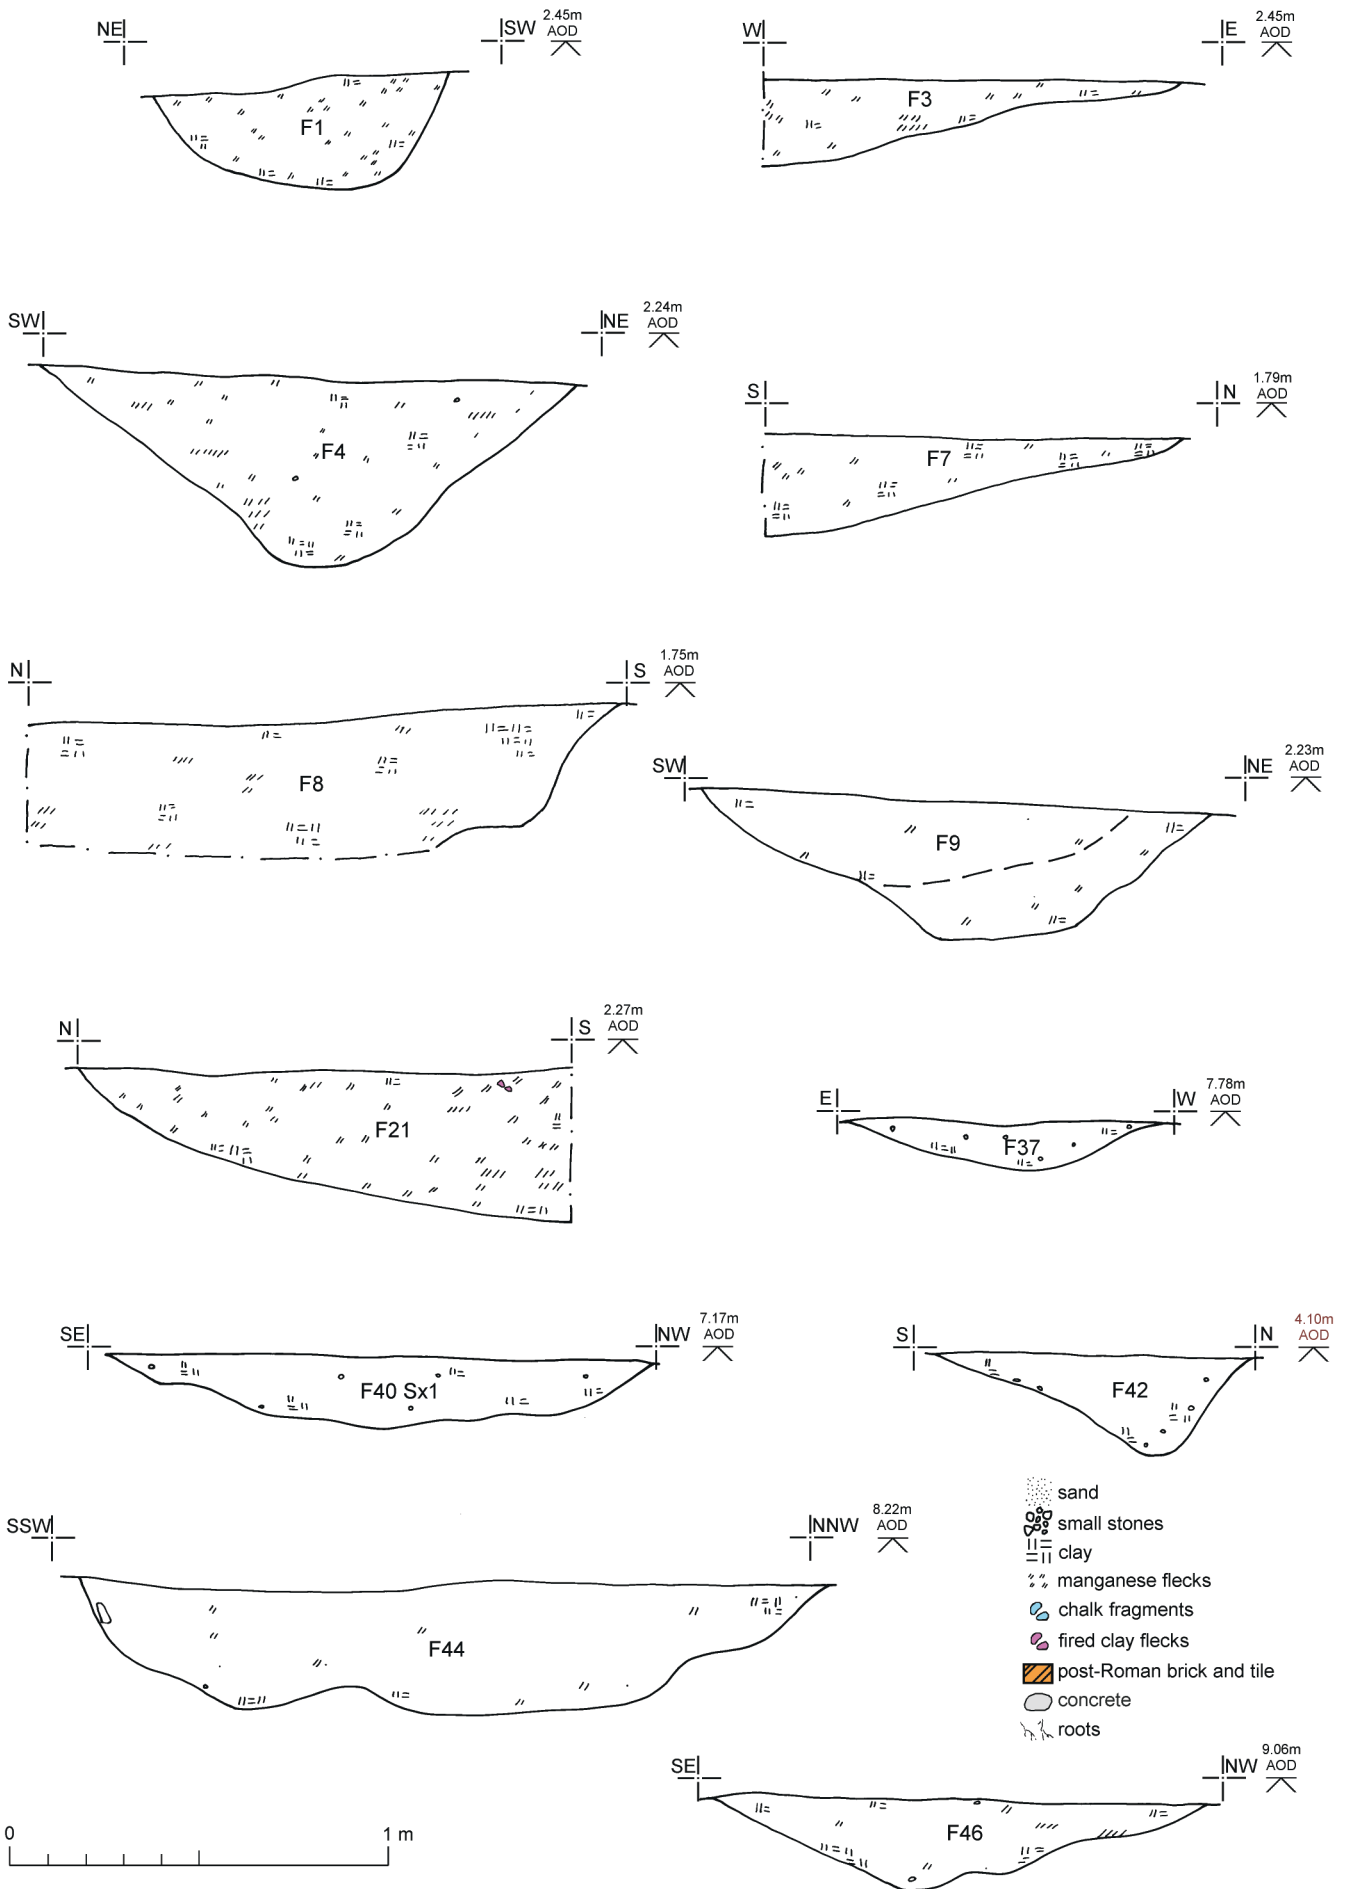 NE SW 2.45m
AOD
F1
W E 2.45m
AOD
F3
SW NE 2.24m
AOD
F4
S N 1.79m
AOD
F7
N S 1.75m
AOD
F8
SW NE 2.23m
AOD
F9
N S 2.27m
AOD
F21
E W 7.78m
AOD
F37
SE NW 7.17m
AOD
F40 Sx1
S N 4.10m
AOD
F42
SSW NNW 8.22m
AOD
F44
sand
small stones
clay
manganese flecks
chalk fragments
fired clay flecks
post-Roman brick and tile
concrete
roots
SE NW 9.06m
AOD
F46
0 1 m